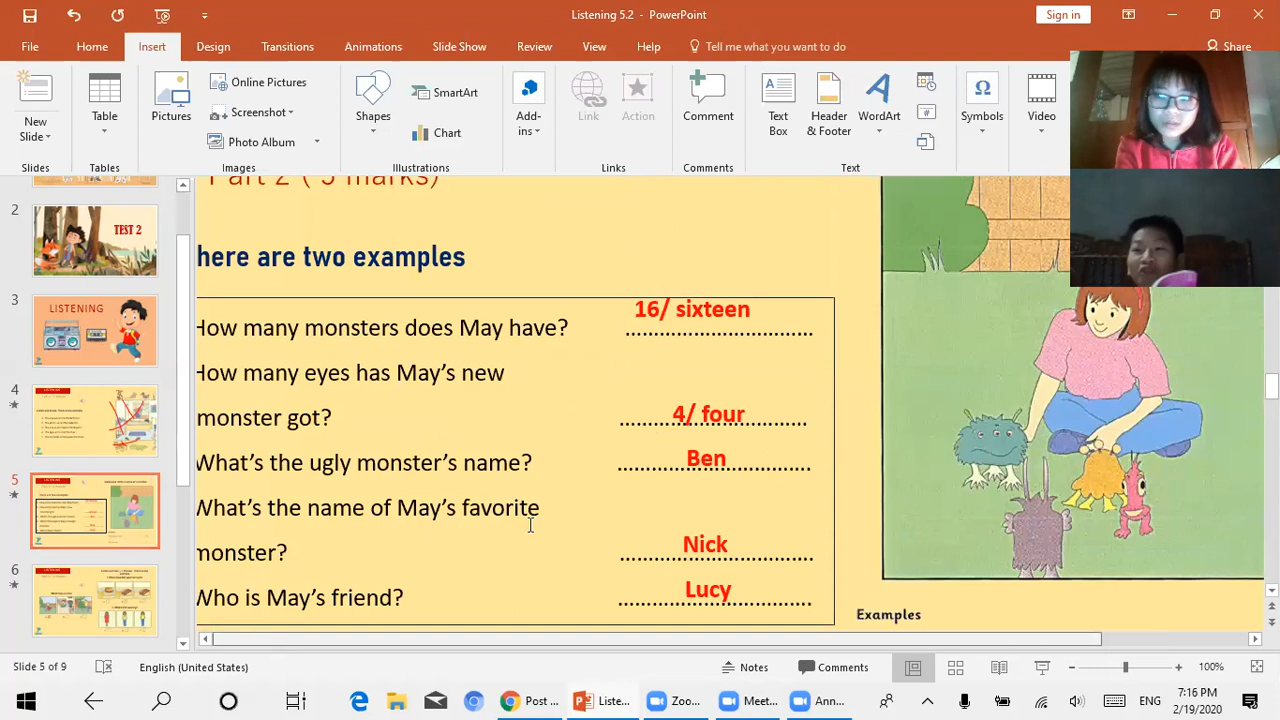 Listening 5.2 - PowerPoint
Sign in
File Home Insert Design Transitions Animations Slide Show Review View Help Tell me what you want to do Share
New Slide
Table
Pictures
Online Pictures
Screenshot
Photo Album
Shapes
SmartArt
Chart
Add-ins
Link
Action
Comment
Text Box
Header & Footer
WordArt
Symbols
Video
Slides Tables Images Illustrations Links Comments Text
2
TEST 2
3
LISTENING
4
5
6
Part 2 ( 5 marks)
here are two examples
How many monsters does May have? 16/ sixteen
How many eyes has May's new
monster got? 4/ four
What's the ugly monster's name? Ben
What's the name of May's favorite
monster? Nick
Who is May's friend? Lucy
Examples
Slide 5 of 9 English (United States) Notes Comments 100%
Post ... Liste... Zoo... Meet... Ann... ENG 7:16 PM
2/19/2020